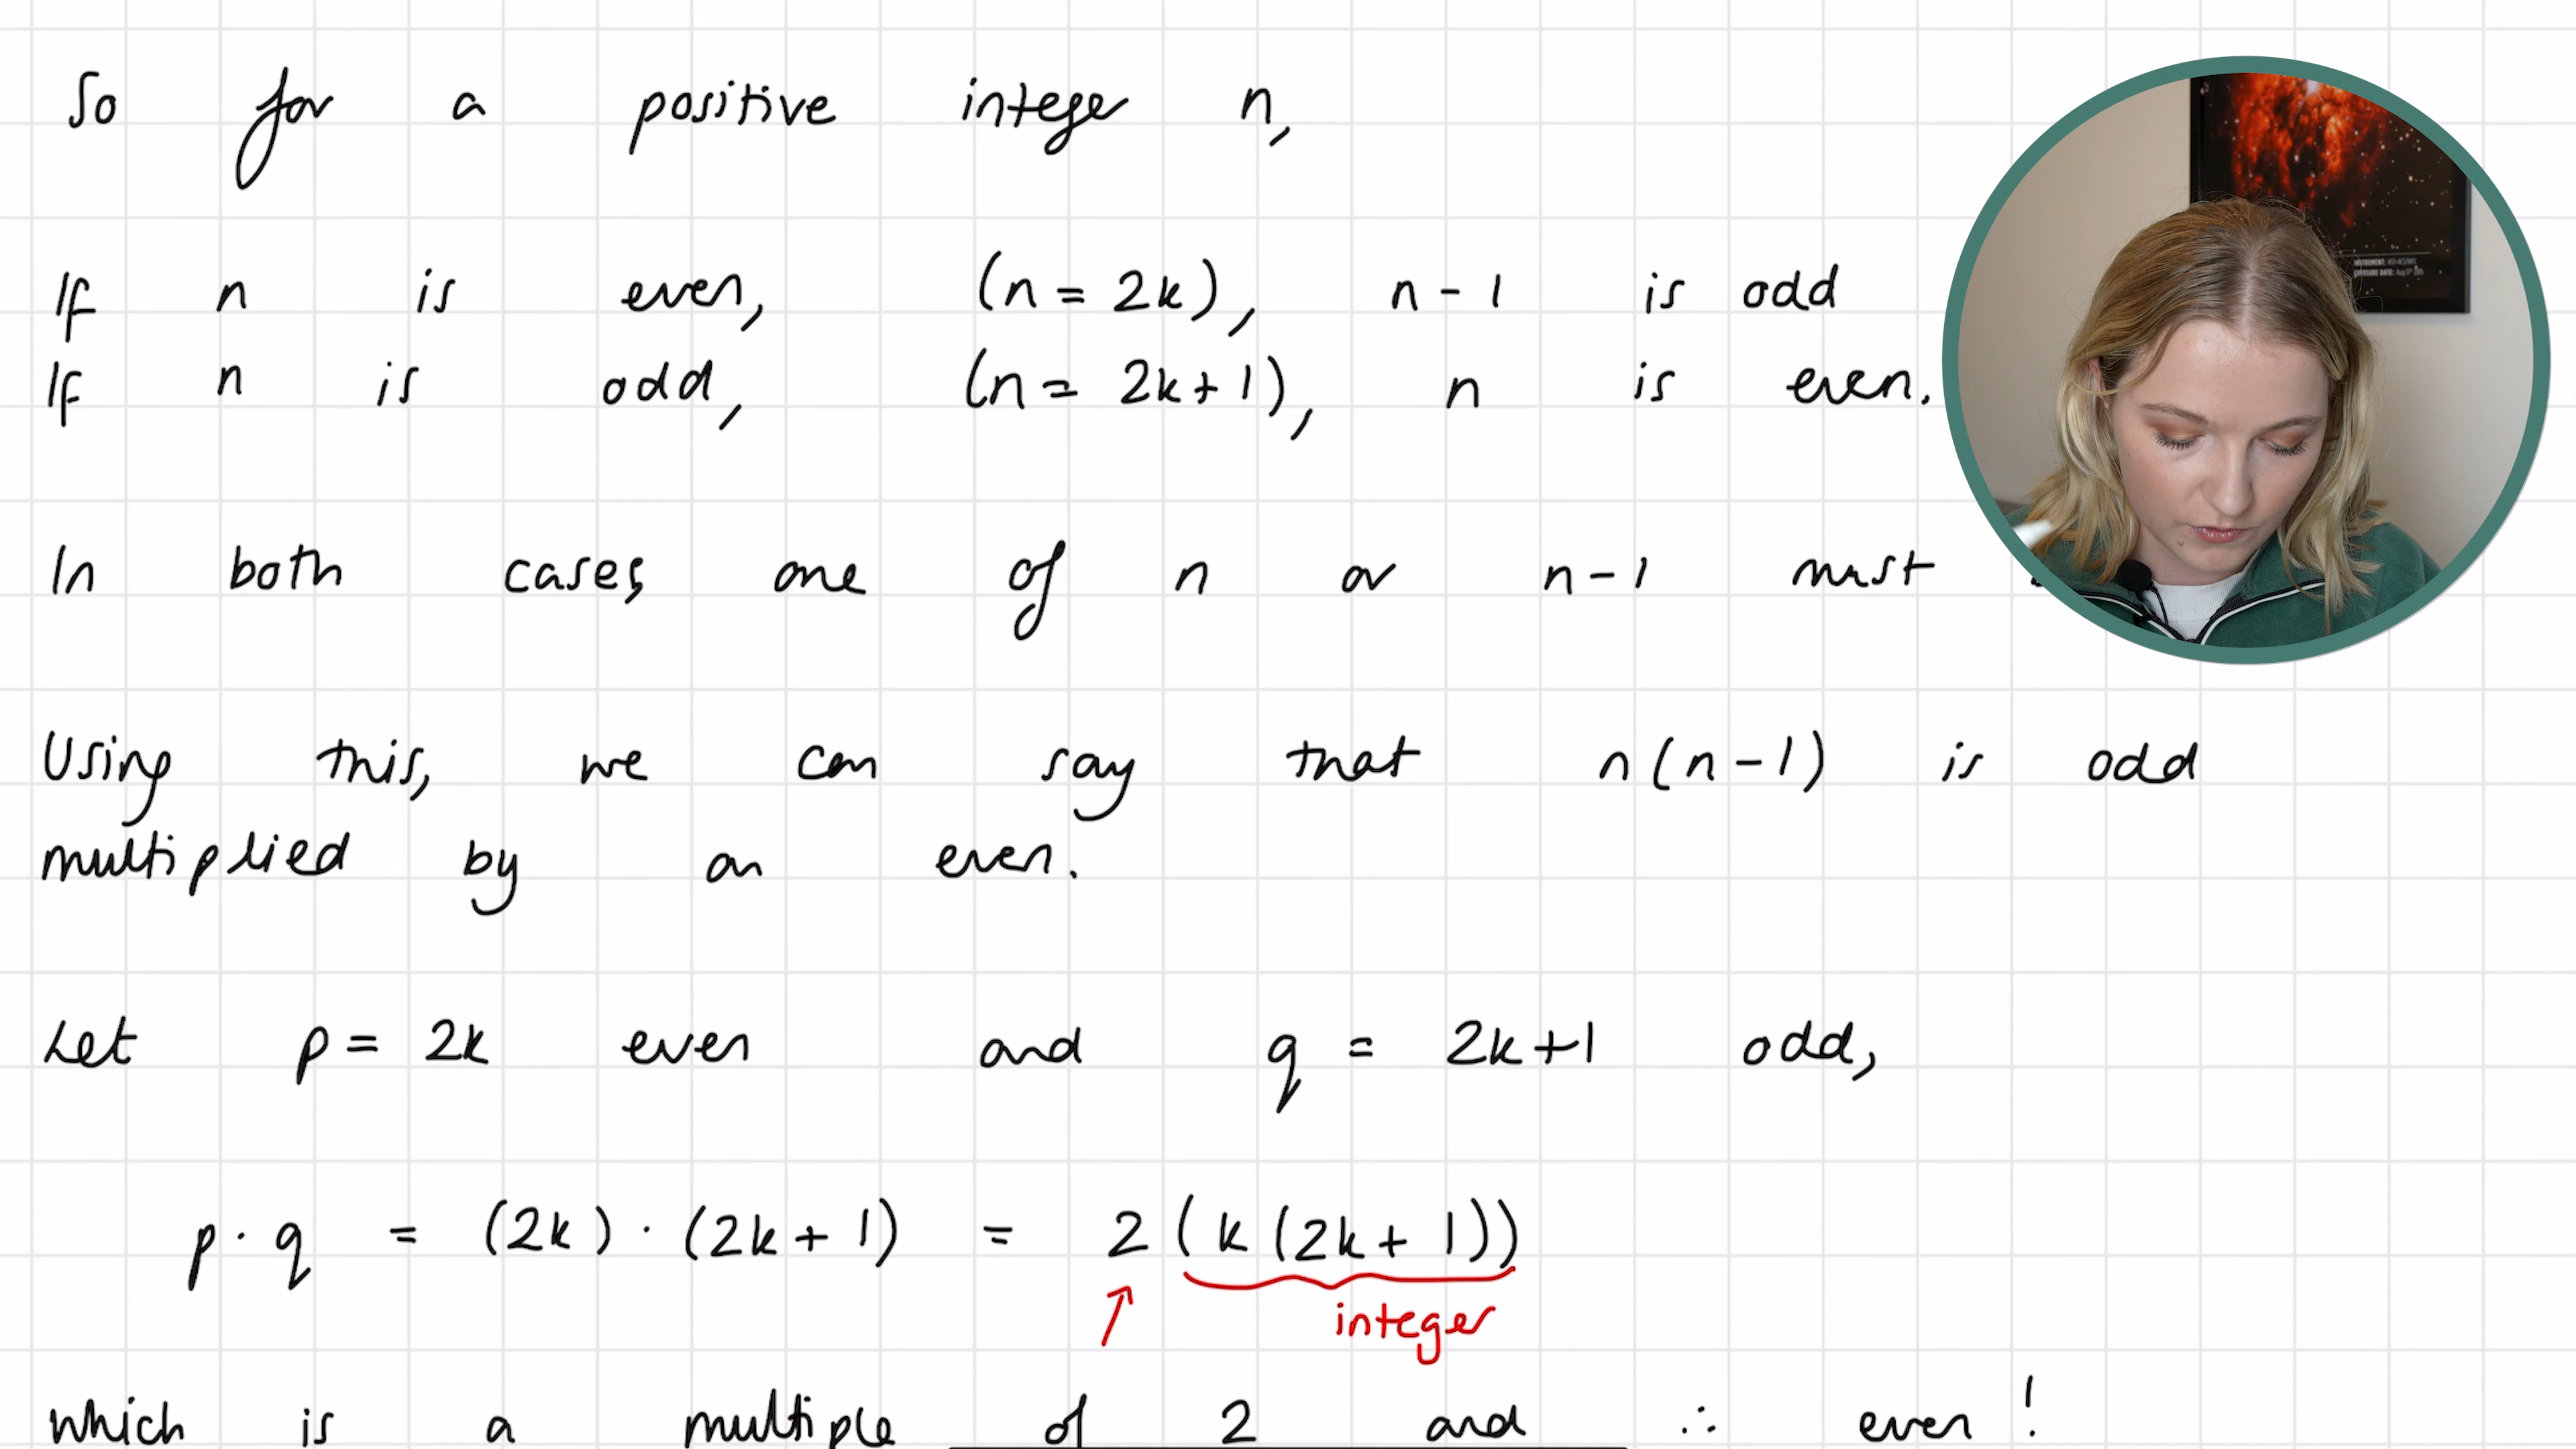 So for a positive integer n,
If n is even, (n = 2k), n - 1 is odd
If n is odd, (n = 2k + 1), n is even.
In both cases, one of n or n - 1 must
Using this, we can say that n(n - 1) is odd
multiplied by an even.
Let p = 2k even and q = 2k+1 odd,
p · q = (2k) · (2k + 1) = 2 (k (2k + 1))
integer
which is a multiple of 2 and ∴ even!